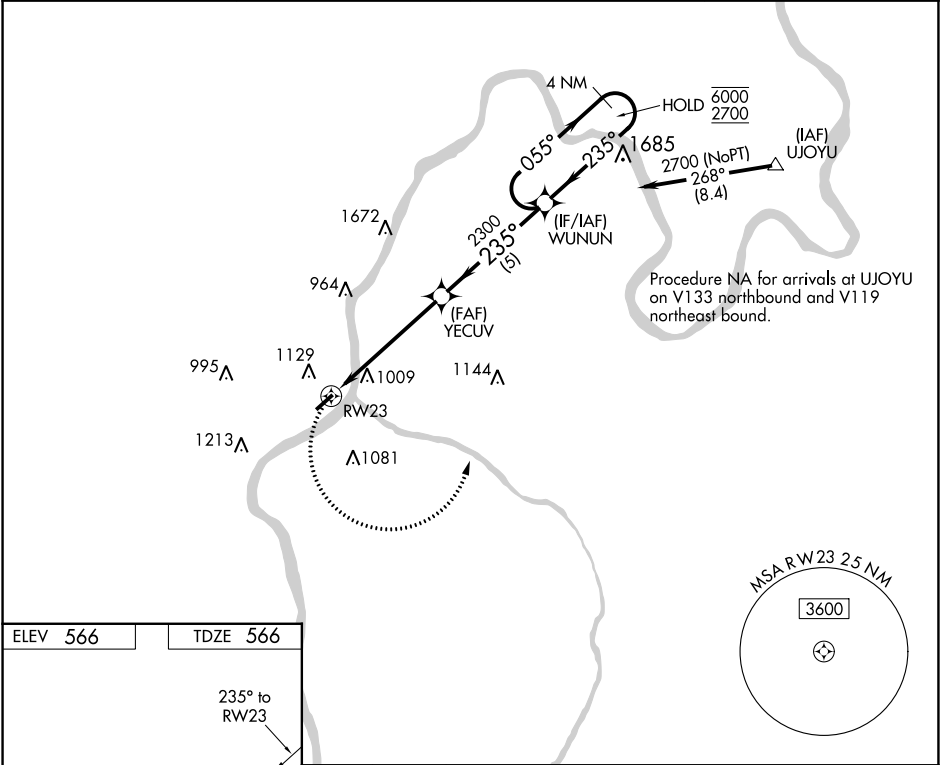 4 NM
HOLD 6000
2700
055°
235°
1685
(IAF)
UJOYU
2700 (NoPT)
268°
(8.4)
1672
2300
235°
(5)
(IF/IAF)
WUNUN
964
(FAF)
YECUV
Procedure NA for arrivals at UJOYU
on V133 northbound and V119
northeast bound.
995
1129
1009
1144
RW23
1213
1081
MSA RW23 25 NM
3600
ELEV 566
TDZE 566
235° to
RW23